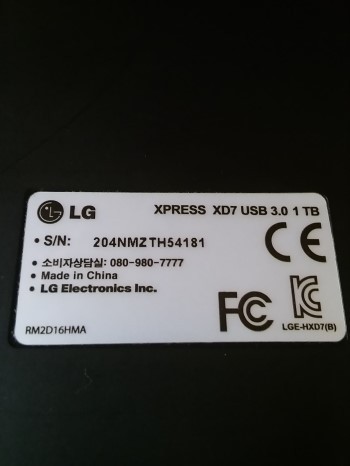 LG XPRESS XD7 USB 3.0 1 TB
• S/N: 204NMZTH54181
• 소비자상담실: 080-980-7777
• Made in China
• LG Electronics Inc.
CE
FC
KC
RM2D16HMA
LGE-HXD7(B)